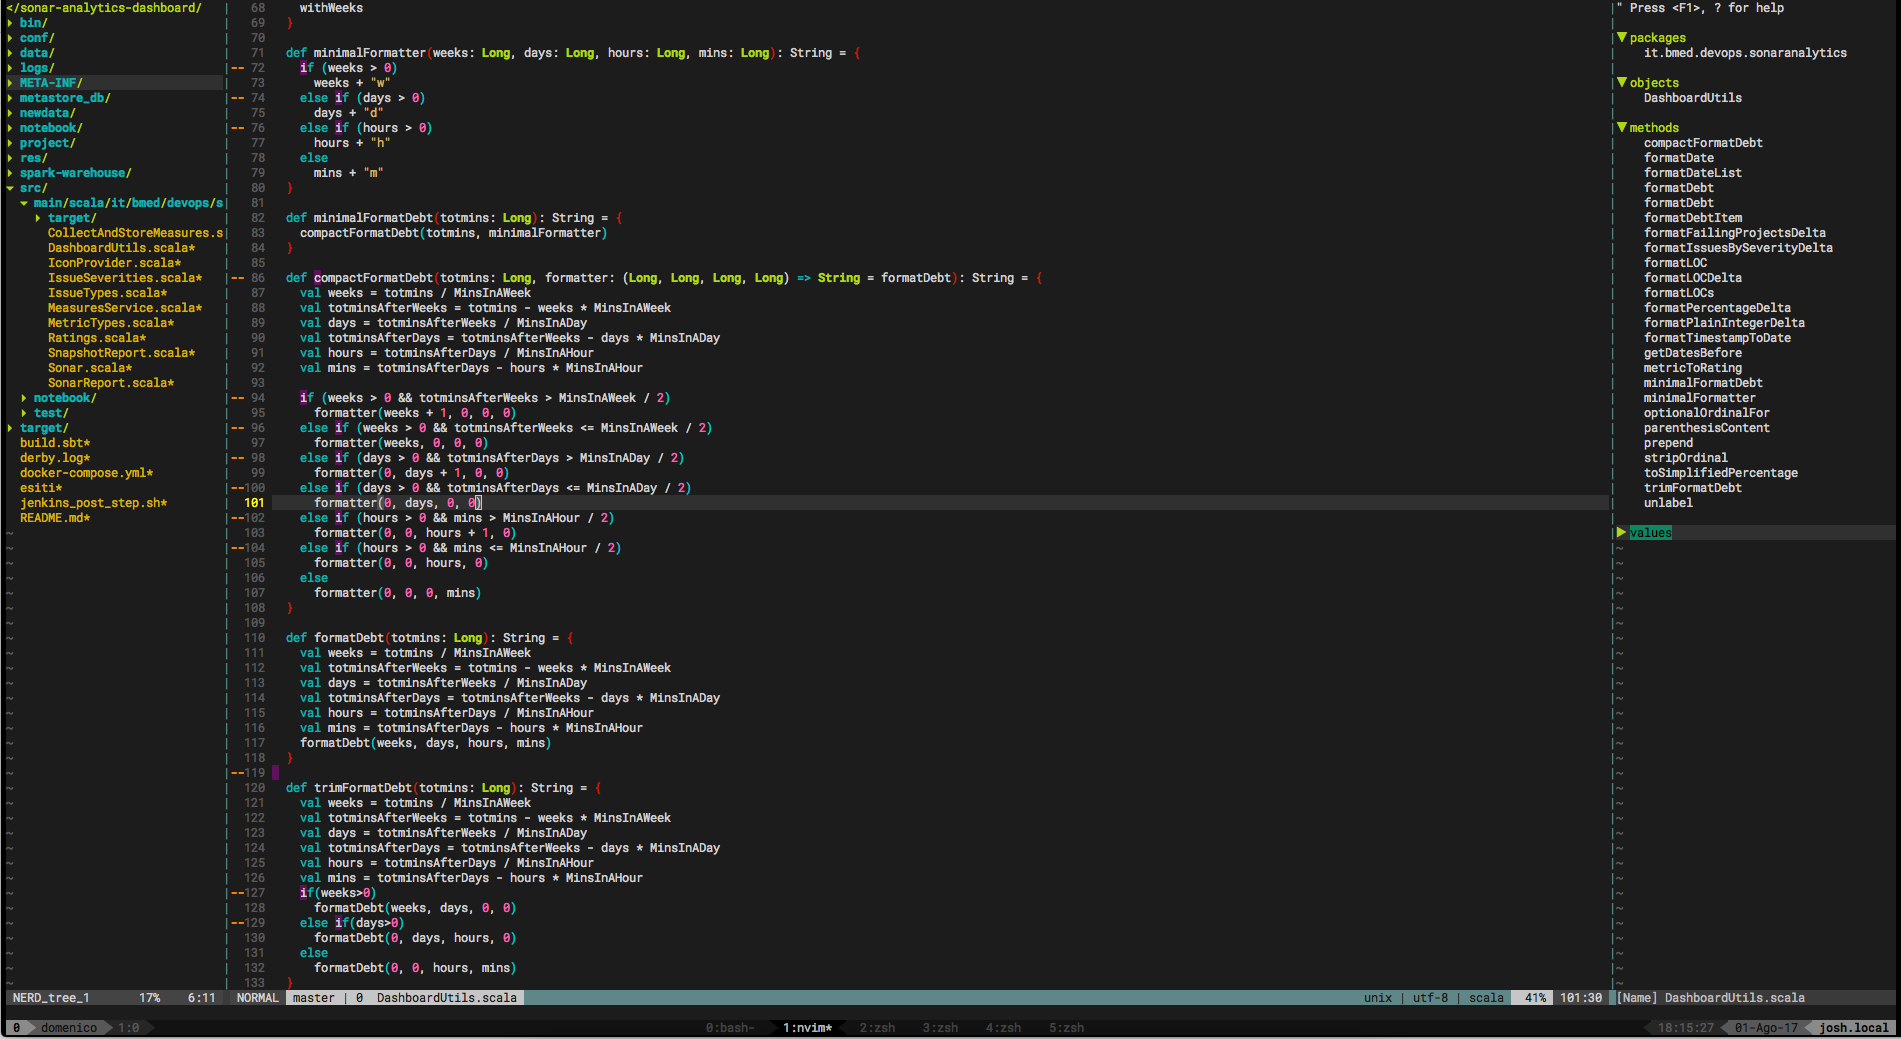 </sonar-analytics-dashboard/
▸ bin/
▸ conf/
▸ data/
▸ logs/
▸ META-INF/
▸ metastore_db/
▸ newdata/
▸ notebook/
▸ project/
▸ res/
▸ spark-warehouse/
▾ src/
▾ main/scala/it/bmed/devops/s
▸ target/
CollectAndStoreMeasures.s
DashboardUtils.scala*
IconProvider.scala*
IssueSeverities.scala*
IssueTypes.scala*
MeasuresService.scala*
MetricTypes.scala*
Ratings.scala*
SnapshotReport.scala*
Sonar.scala*
SonarReport.scala*
▸ notebook/
▸ test/
▸ target/
build.sbt*
derby.log*
docker-compose.yml*
esiti*
jenkins_post_step.sh*
README.md*
68 withWeeks
69 }
70
71 def minimalFormatter(weeks: Long, days: Long, hours: Long, mins: Long): String = {
--72 if (weeks > 0)
73 weeks + "w"
--74 else if (days > 0)
75 days + "d"
--76 else if (hours > 0)
77 hours + "h"
78 else
79 mins + "m"
80 }
81
82 def minimalFormatDebt(totmins: Long): String = {
83 compactFormatDebt(totmins, minimalFormatter)
84 }
85
--86 def compactFormatDebt(totmins: Long, formatter: (Long, Long, Long, Long) => String = formatDebt): String = {
87 val weeks = totmins / MinsInAWeek
88 val totminsAfterWeeks = totmins - weeks * MinsInAWeek
89 val days = totminsAfterWeeks / MinsInADay
90 val totminsAfterDays = totminsAfterWeeks - days * MinsInADay
91 val hours = totminsAfterDays / MinsInAHour
92 val mins = totminsAfterDays - hours * MinsInAHour
93
--94 if (weeks > 0 && totminsAfterWeeks > MinsInAWeek / 2)
95 formatter(weeks + 1, 0, 0, 0)
--96 else if (weeks > 0 && totminsAfterWeeks <= MinsInAWeek / 2)
97 formatter(weeks, 0, 0, 0)
--98 else if (days > 0 && totminsAfterDays > MinsInADay / 2)
99 formatter(0, days + 1, 0, 0)
--100 else if (days > 0 && totminsAfterDays <= MinsInADay / 2)
101 formatter(0, days, 0, 0)
--102 else if (hours > 0 && mins > MinsInAHour / 2)
103 formatter(0, 0, hours + 1, 0)
--104 else if (hours > 0 && mins <= MinsInAHour / 2)
105 formatter(0, 0, hours, 0)
106 else
107 formatter(0, 0, 0, mins)
108 }
109
110 def formatDebt(totmins: Long): String = {
111 val weeks = totmins / MinsInAWeek
112 val totminsAfterWeeks = totmins - weeks * MinsInAWeek
113 val days = totminsAfterWeeks / MinsInADay
114 val totminsAfterDays = totminsAfterWeeks - days * MinsInADay
115 val hours = totminsAfterDays / MinsInAHour
116 val mins = totminsAfterDays - hours * MinsInAHour
117 formatDebt(weeks, days, hours, mins)
118 }
--119
120 def trimFormatDebt(totmins: Long): String = {
121 val weeks = totmins / MinsInAWeek
122 val totminsAfterWeeks = totmins - weeks * MinsInAWeek
123 val days = totminsAfterWeeks / MinsInADay
124 val totminsAfterDays = totminsAfterWeeks - days * MinsInADay
125 val hours = totminsAfterDays / MinsInAHour
126 val mins = totminsAfterDays - hours * MinsInAHour
--127 if(weeks>0)
128 formatDebt(weeks, days, 0, 0)
--129 else if(days>0)
130 formatDebt(0, days, hours, 0)
131 else
132 formatDebt(0, 0, hours, mins)
133 }
" Press <F1>, ? for help
▼ packages
it.bmed.devops.sonaranalytics
▼ objects
DashboardUtils
▼ methods
compactFormatDebt
formatDate
formatDateList
formatDebt
formatDebt
formatDebtItem
formatFailingProjectsDelta
formatIssuesBySeverityDelta
formatLOC
formatLOCDelta
formatLOCs
formatPercentageDelta
formatPlainIntegerDelta
formatTimestampToDate
getDatesBefore
metricToRating
minimalFormatDebt
minimalFormatter
optionalOrdinalFor
parenthesisContent
prepend
stripOrdinal
toSimplifiedPercentage
trimFormatDebt
unlabel
▶ values
NERD_tree_1 17% 6:11 NORMAL master | 0 DashboardUtils.scala unix | utf-8 | scala 41% 101:30 [Name] DashboardUtils.scala
0 domenico 1:0 0:bash- 1:nvim* 2:zsh 3:zsh 4:zsh 5:zsh 18:15:27 01-Ago-17 josh.local